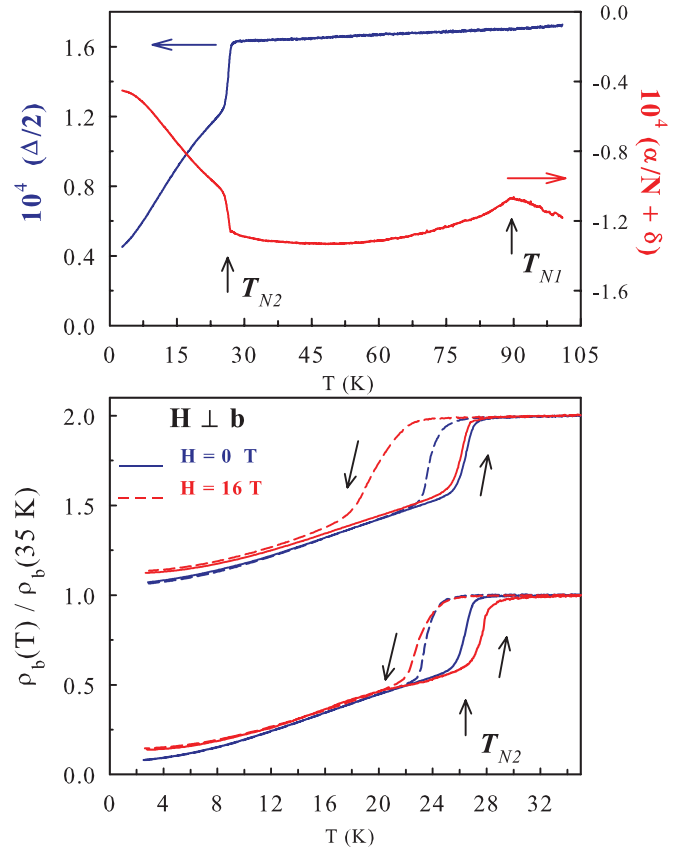 10⁴ (Δ/2)
10⁴ (α/N + δ)
1.6
1.2
0.8
0.4
0.0
0.0
-0.4
-0.8
-1.2
-1.6
T_N2
T_N1
0 15 30 45 60 75 90 105
T (K)
ρ_b(T) / ρ_b(35 K)
H ⊥ b
H = 0 T
H = 16 T
2.0
1.5
1.0
0.5
0.0
T_N2
0 4 8 12 16 20 24 28 32
T (K)